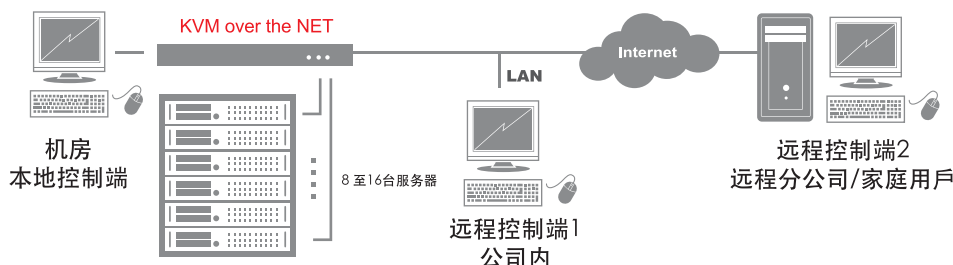 KVM over the NET
Internet
LAN
机房
本地控制端
8至16台服务器
远程控制端1
公司内
远程控制端2
远程分公司/家庭用戶